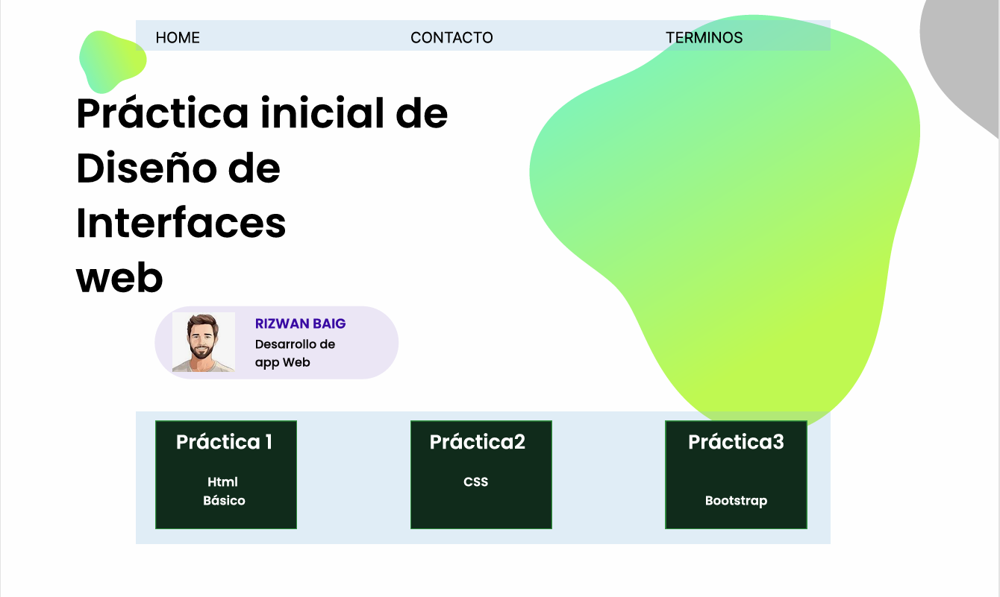 HOME
CONTACTO
TERMINOS
Práctica inicial de
Diseño de
Interfaces
web
RIZWAN BAIG
Desarrollo de
app Web
Práctica 1
Html
Básico
Práctica2
CSS
Práctica3
Bootstrap